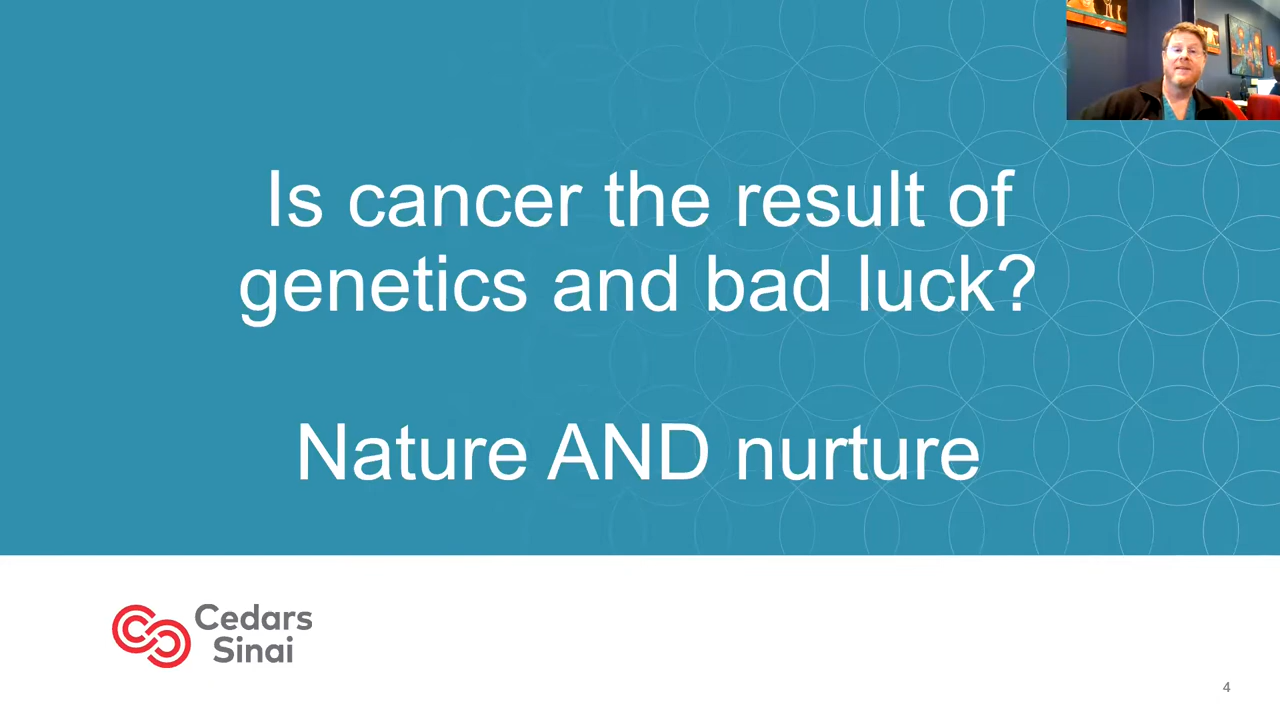 Is cancer the result of
genetics and bad luck?
Nature AND nurture
Cedars
Sinai
4